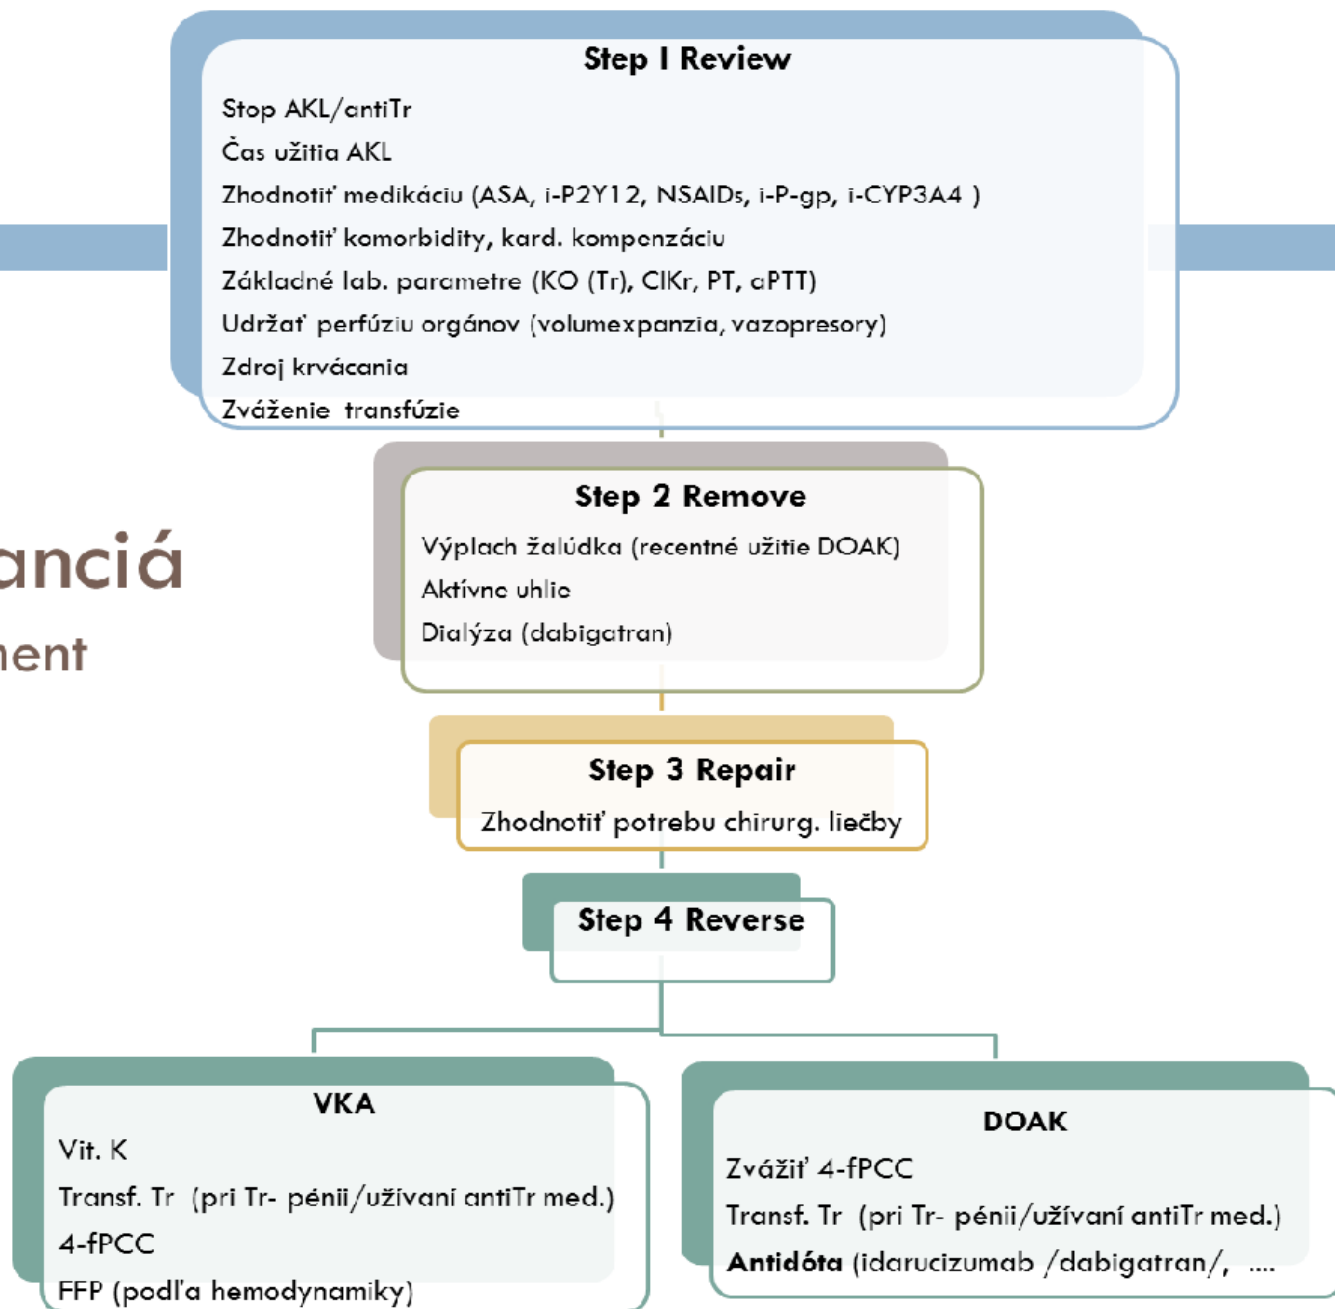 Step I Review
Stop AKL/antiTr
Čas užitia AKL
Zhodnotiť medikáciu (ASA, i-P2Y12, NSAIDs, i-P-gp, i-CYP3A4 )
Zhodnotiť komorbidity, kard. kompenzáciu
Základné lab. parametre (KO (Tr), ClKr, PT, aPTT)
Udržať perfúziu orgánov (volumexpanzia, vazopresory)
Zdroj krvácania
Zváženie transfúzie
Step 2 Remove
Výplach žalúdka (recentné užitie DOAK)
Aktívne uhlie
Dialýza (dabigatran)
anciá
nent
Step 3 Repair
Zhodnotiť potrebu chirurg. liečby
Step 4 Reverse
VKA
Vit. K
Transf. Tr (pri Tr- pénii/užívaní antiTr med.)
4-fPCC
FFP (podľa hemodynamiky)
DOAK
Zvážiť 4-fPCC
Transf. Tr (pri Tr- pénii/užívaní antiTr med.)
Antidóta (idarucizumab /dabigatran/, ....